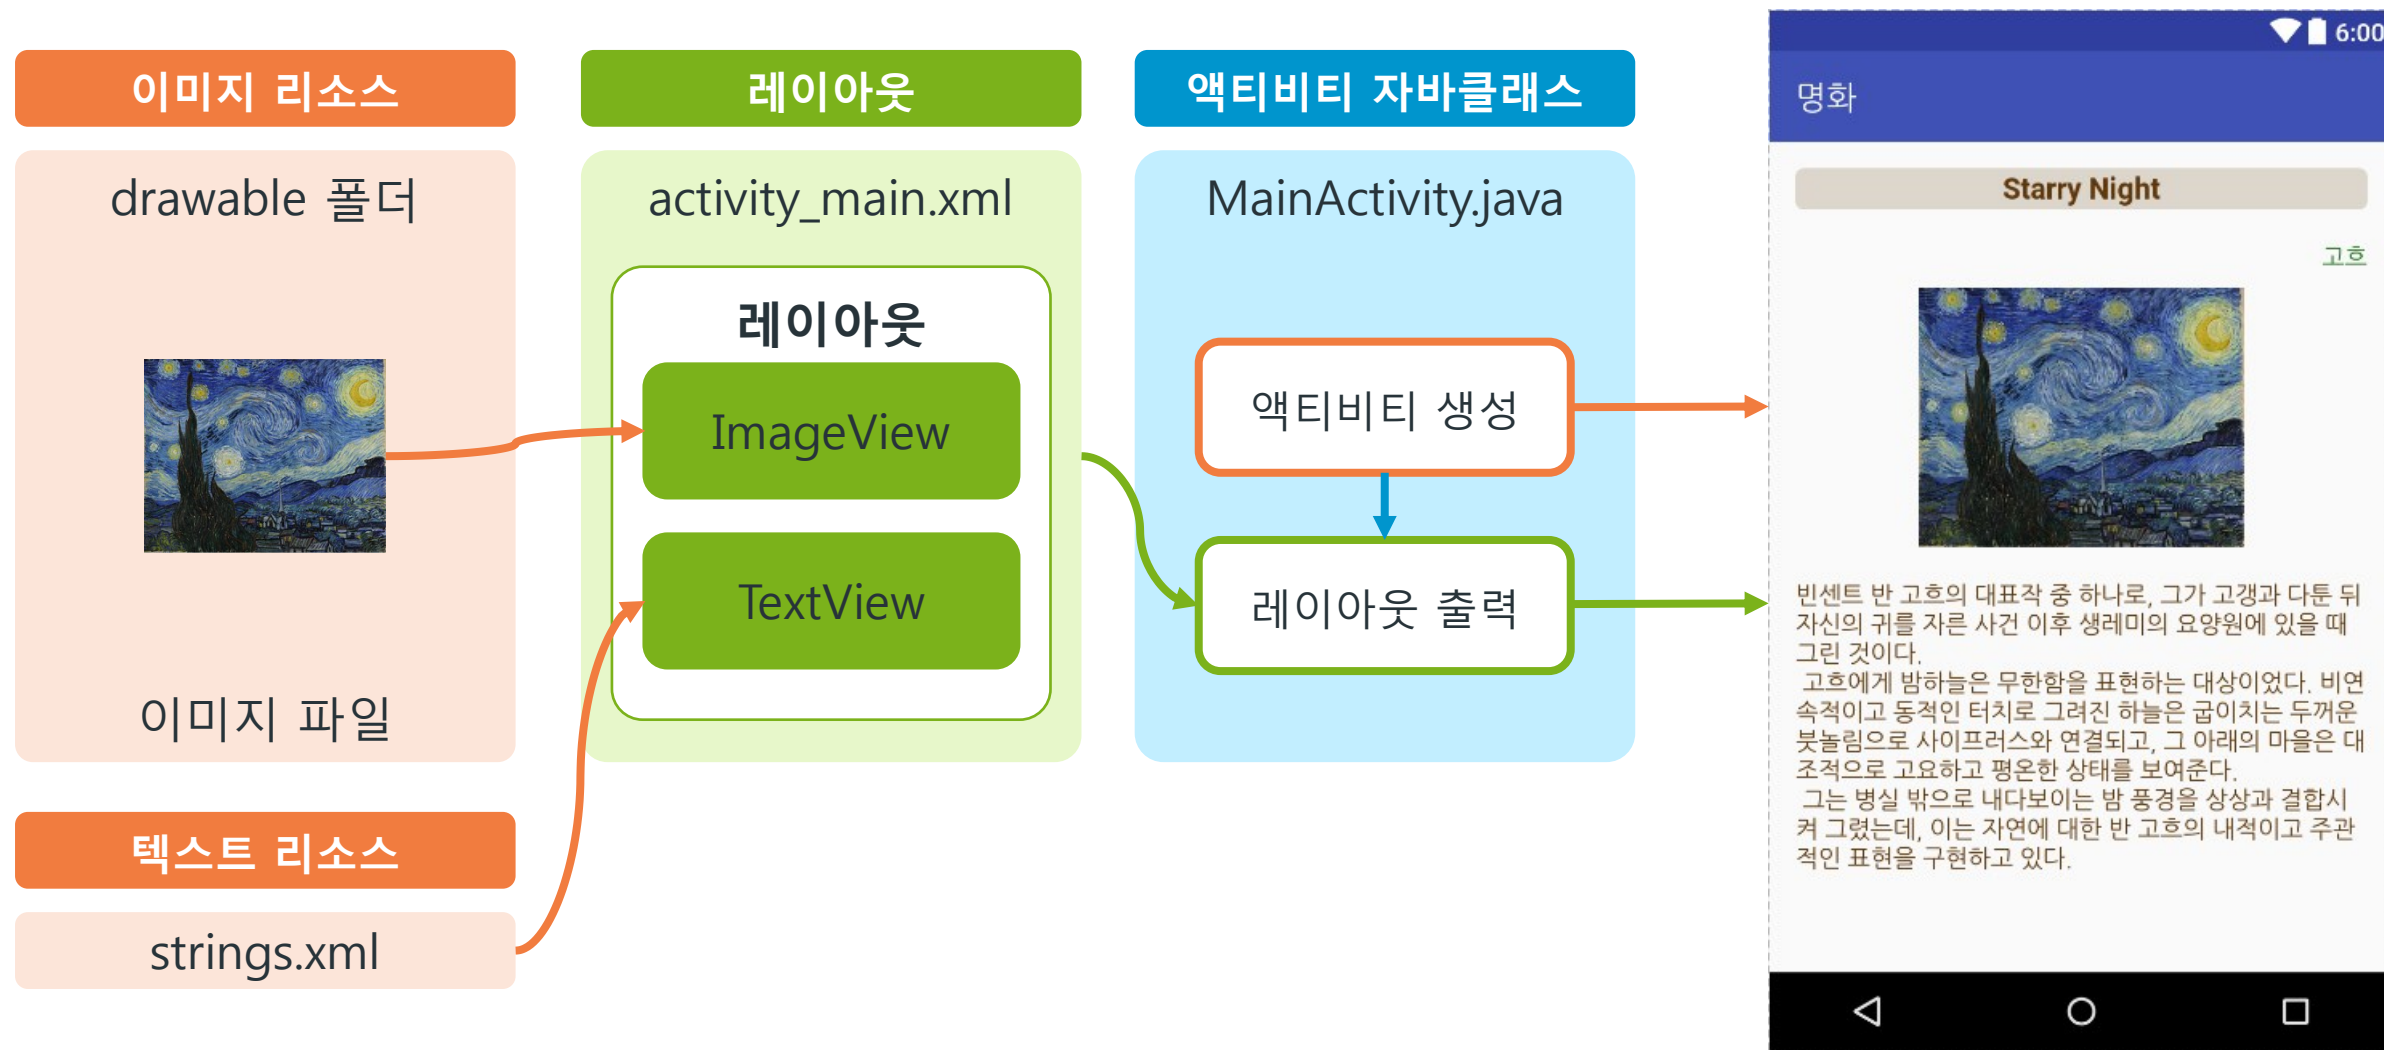 이미지 리소스
drawable 폴더
이미지 파일
텍스트 리소스
strings.xml
레이아웃
activity_main.xml
레이아웃
ImageView
TextView
액티비티 자바클래스
MainActivity.java
액티비티 생성
레이아웃 출력
6:00
명화
Starry Night
고흐
빈센트 반 고흐의 대표작 중 하나로, 그가 고갱과 다툰 뒤
자신의 귀를 자른 사건 이후 생레미의 요양원에 있을 때
그린 것이다.
고흐에게 밤하늘은 무한함을 표현하는 대상이었다. 비연
속적이고 동적인 터치로 그려진 하늘은 굽이치는 두꺼운
붓놀림으로 사이프러스와 연결되고, 그 아래의 마을은 대
조적으로 고요하고 평온한 상태를 보여준다.
그는 병실 밖으로 내다보이는 밤 풍경을 상상과 결합시
켜 그렸는데, 이는 자연에 대한 반 고흐의 내적이고 주관
적인 표현을 구현하고 있다.